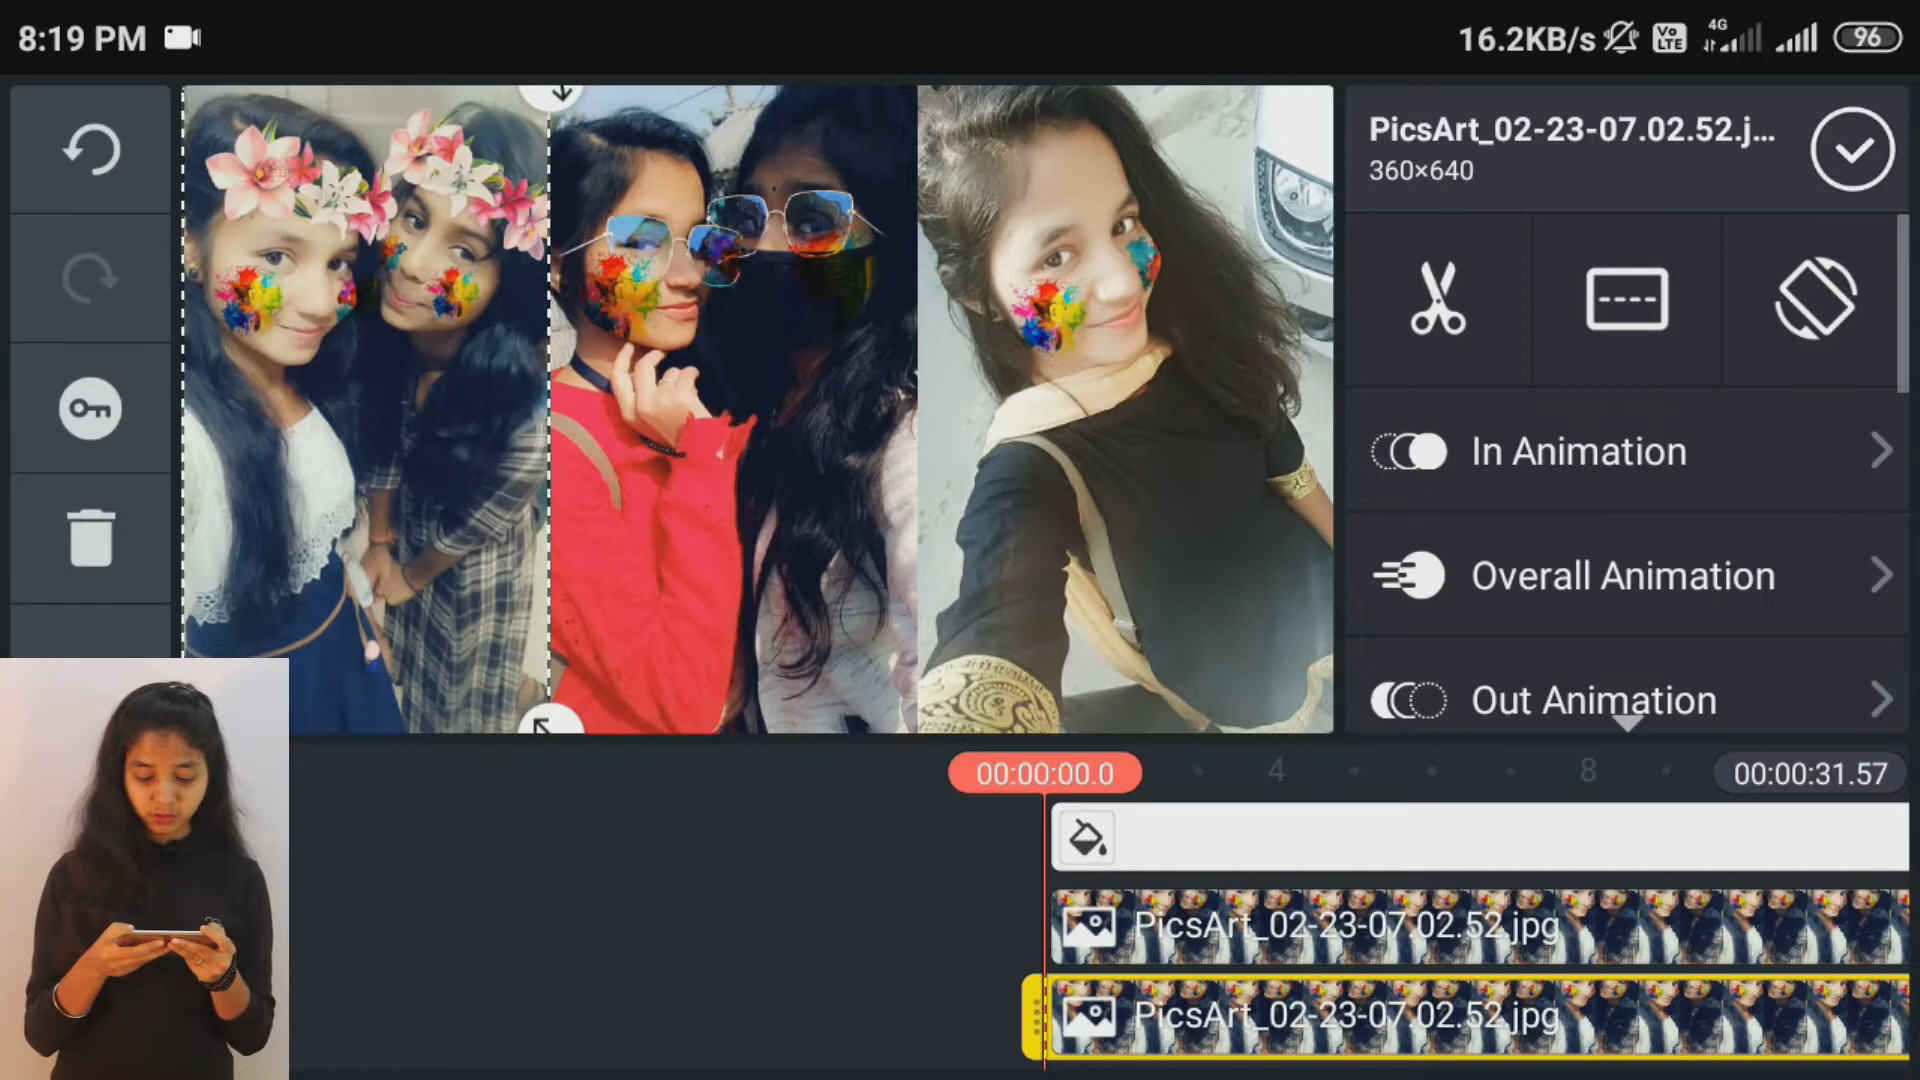 8:19 PM
16.2KB/s
Vo
LTE
4G
96
PicsArt_02-23-07.02.52.j...
360×640
In Animation
Overall Animation
Out Animation
00:00:00.0
4
8
00:00:31.57
PicsArt_02-23-07.02.52.jpg
PicsArt_02-23-07.02.52.jpg